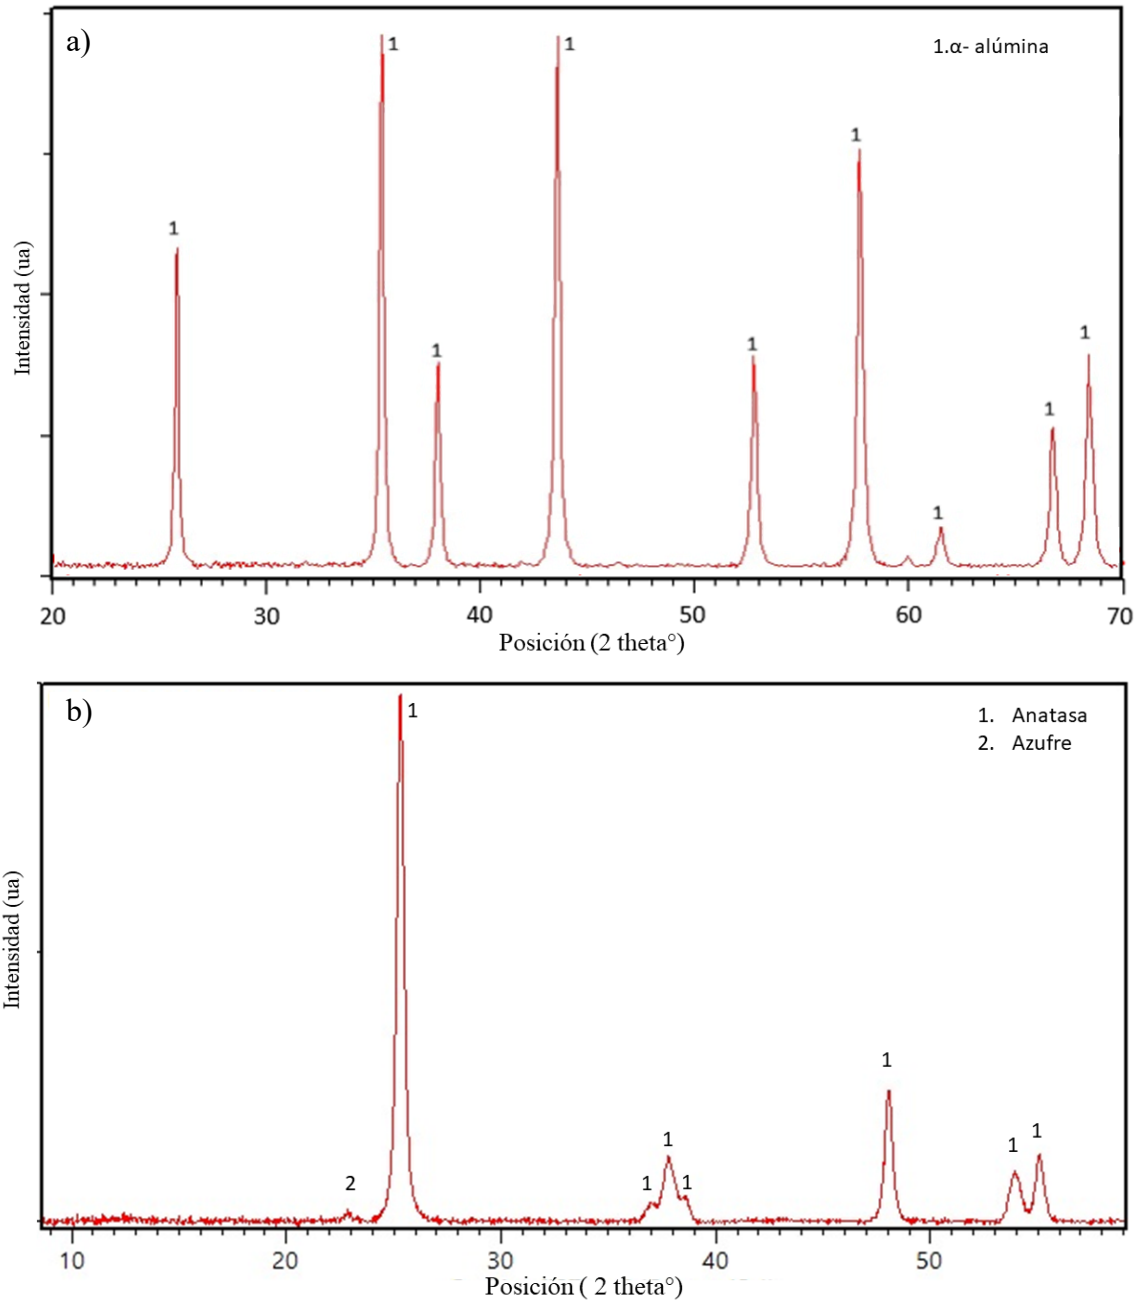 a)
1.α- alúmina
1
1
1
1
1
1
1
1
1
Intensidad (ua)
20 30 40 50 60 70
Posición (2 theta°)
b)
1. Anatasa
2. Azufre
1
2
1
1
1
1
1
1
Intensidad (ua)
10 20 30 40 50
Posición ( 2 theta°)